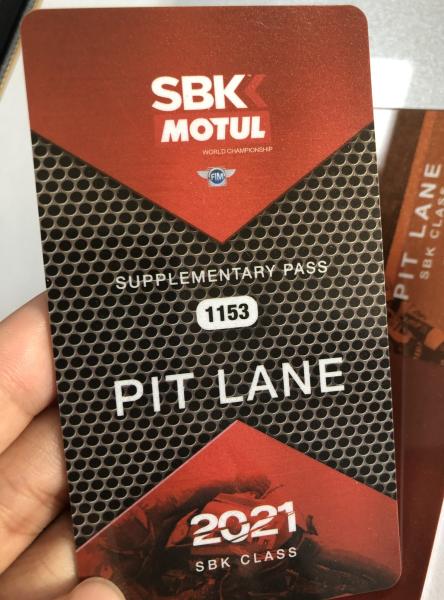 SBK
MOTUL
WORLD CHAMPIONSHIP
FIM
SUPPLEMENTARY PASS
1153
PIT LANE
2021
SBK CLASS
PIT LANE
SBK CLASS